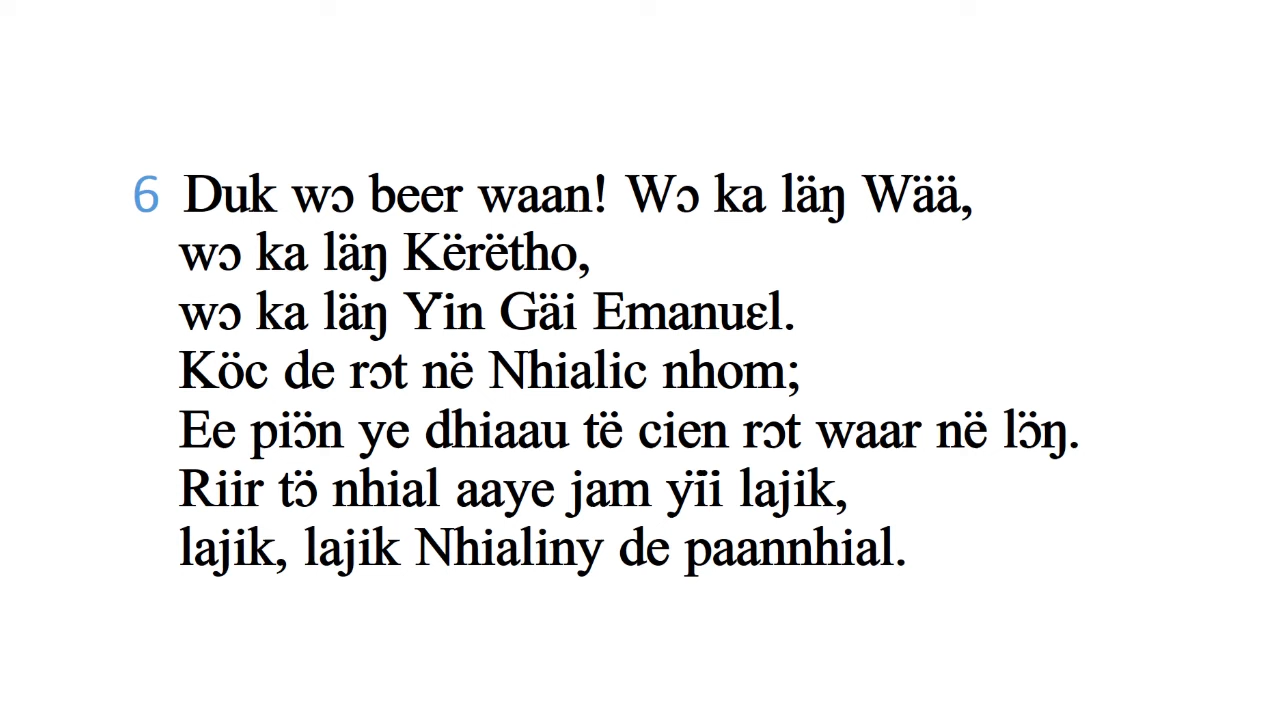 6 Duk wɔ beer waan! Wɔ ka läŋ Wää,
wɔ ka läŋ Kërëtho,
wɔ ka läŋ Yin Gäi Emanuɛl.
Köc de rɔt në Nhialic nhom;
Ee piɔ̈n ye dhiaau të cien rɔt waar në lɔ̈ŋ.
Riir tɔ̈ nhial aaye jam yïï lajik,
lajik, lajik Nhialiny de paannhial.